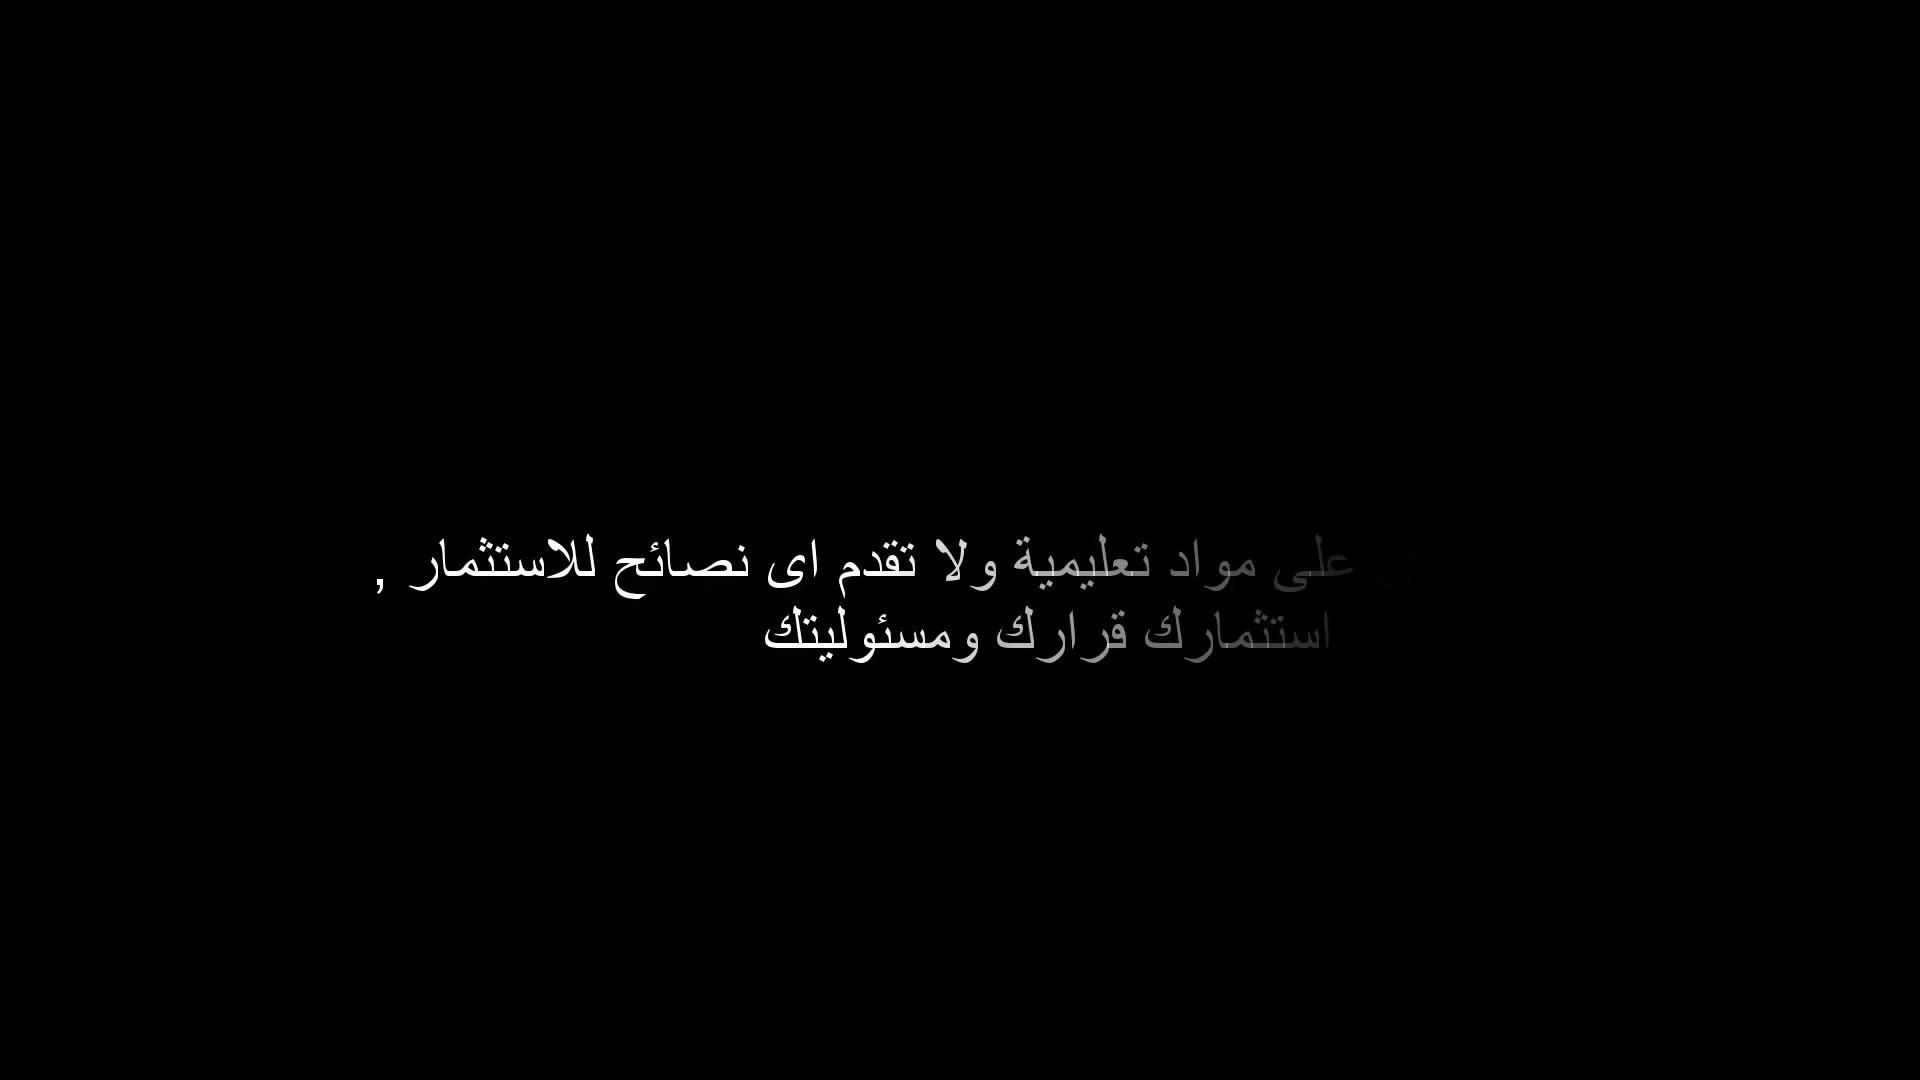 على مواد تعليمية ولا تقدم اى نصائح للاستثمار ,
استثمارك قرارك ومسئوليتك